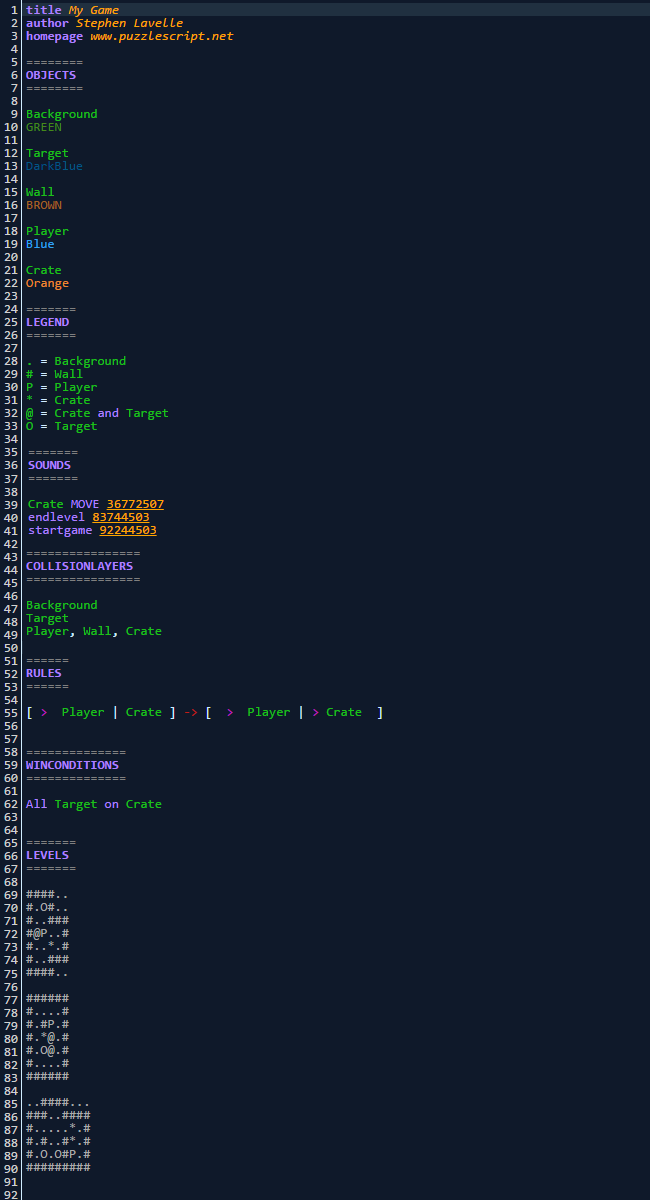 1 title My Game
2 author Stephen Lavelle
3 homepage www.puzzlescript.net
4
5 ========
6 OBJECTS
7 ========
8
9 Background
10 GREEN
11
12 Target
13 DarkBlue
14
15 Wall
16 BROWN
17
18 Player
19 Blue
20
21 Crate
22 Orange
23
24 =======
25 LEGEND
26 =======
27
28 . = Background
29 # = Wall
30 P = Player
31 * = Crate
32 @ = Crate and Target
33 O = Target
34
35 =======
36 SOUNDS
37 =======
38
39 Crate MOVE 36772507
40 endlevel 83744503
41 startgame 92244503
42
43 ================
44 COLLISIONLAYERS
45 ================
46
47 Background
48 Target
49 Player, Wall, Crate
50
51 ======
52 RULES
53 ======
54
55 [ >  Player | Crate ] -> [  >  Player | > Crate  ]
56
57
58 ==============
59 WINCONDITIONS
60 ==============
61
62 All Target on Crate
63
64
65 =======
66 LEVELS
67 =======
68
69 ####..
70 #.O#..
71 #..###
72 #@P..#
73 #..*.#
74 #..###
75 ####..
76
77 ######
78 #....#
79 #.#P.#
80 #.*@.#
81 #.O@.#
82 #....#
83 ######
84
85 ..####...
86 ###..####
87 #.....*.#
88 #.#..#*.#
89 #.O.O#P.#
90 #########
91
92